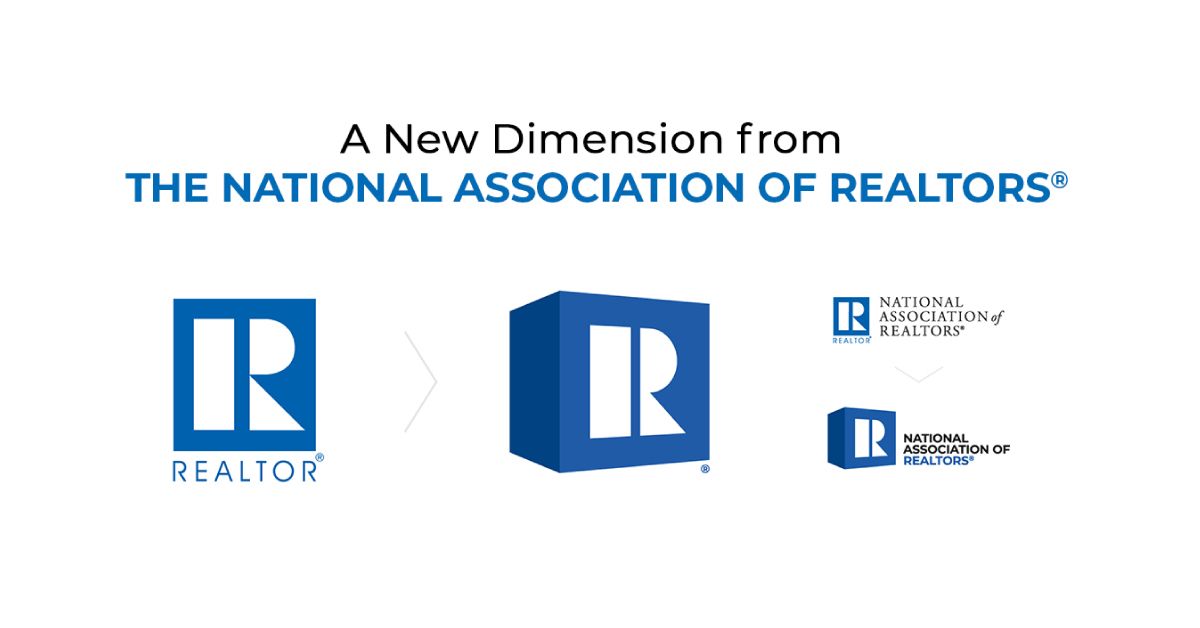 A New Dimension from
THE NATIONAL ASSOCIATION OF REALTORS®
R
REALTOR®
R
®
R
REALTOR®
NATIONAL
ASSOCIATION of
REALTORS®
R
NATIONAL
ASSOCIATION OF
REALTORS®